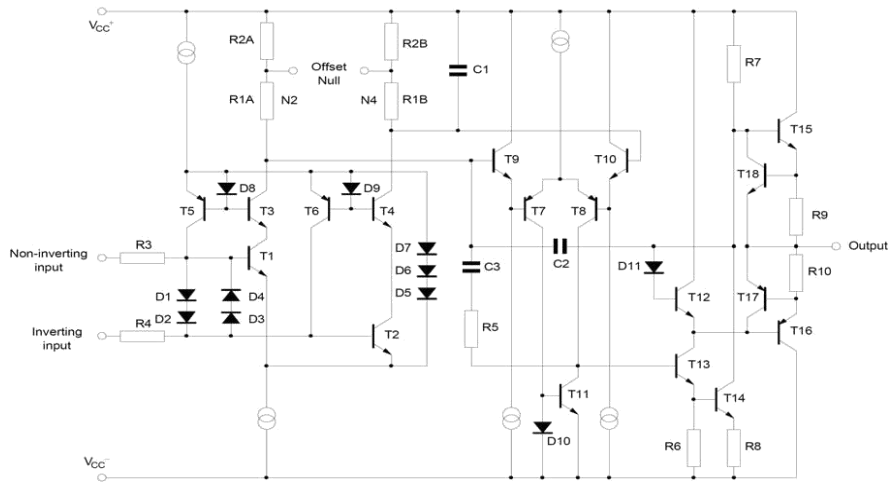 VCC+
R2A
R2B
Offset
Null
C1
R7
R1A
N2
N4
R1B
T15
T9
T10
T18
D8
D9
T5
T3
T6
T4
T7
T8
R9
Non-inverting
input
R3
T1
D7
D6
D5
C2
C3
D11
Output
R10
D1
D4
D2
D3
T12
T17
T16
Inverting
input
R4
T2
R5
T13
T11
T14
D10
R6
R8
VCC-